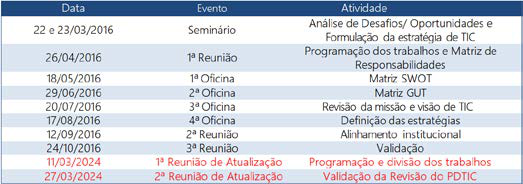 Data Evento Atividade
22 e 23/03/2016 Seminário Análise de Desafios/ Oportunidades e
Formulação da estratégia de TIC
26/04/2016 1ª Reunião Programação dos trabalhos e Matriz de
Responsabilidades
18/05/2016 1ª Oficina Matriz SWOT
29/06/2016 2ª Oficina Matriz GUT
20/07/2016 3ª Oficina Revisão da missão e visão de TIC
17/08/2016 4ª Oficina Definição das estratégias
12/09/2016 2ª Reunião Alinhamento institucional
24/10/2016 3ª Reunião Validação
11/03/2024 1ª Reunião de Atualização Programação e divisão dos trabalhos
27/03/2024 2ª Reunião de Atualização Validação da Revisão do PDTIC